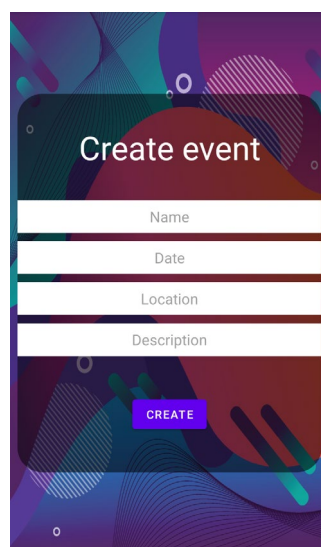 Create event
Name
Date
Location
Description
CREATE